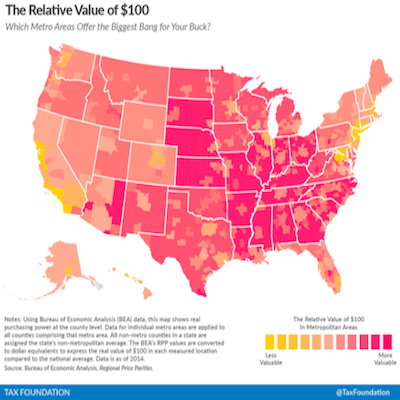 The Relative Value of $100
Which Metro Areas Offer the Biggest Bang for Your Buck?
Notes: Using Bureau of Economic Analysis (BEA) data, this map shows real
purchasing power at the county level. Data for individual metro areas are applied to
all counties comprising that metro area. All non-metro counties in a state are
assigned the state's non-metropolitan average. The BEA's RPP values are converted
to dollar equivalents to express the real value of $100 in each measured location
compared to the national average. Data is as of 2014.
Source: Bureau of Economic Analysis, Regional Price Parities.
The Relative Value of $100
in Metropolitan Areas
Less
Valuable
More
Valuable
TAX FOUNDATION
@TaxFoundation